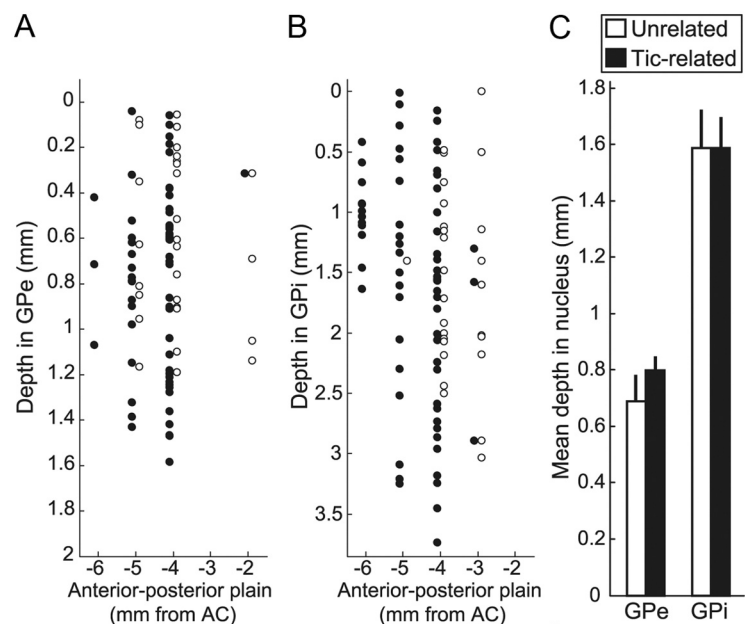 A
Depth in GPe (mm)
0
0.2
0.4
0.6
0.8
1
1.2
1.4
1.6
1.8
2
-6 -5 -4 -3 -2
Anterior-posterior plain
(mm from AC)
B
Depth in GPi (mm)
0
0.5
1.0
1.5
2
2.5
3
3.5
-6 -5 -4 -3 -2
Anterior-posterior plain
(mm from AC)
C
Unrelated
Tic-related
Mean depth in nucleus (mm)
1.8
1.6
1.4
1.2
1
0.8
0.6
0.4
0.2
0
GPe GPi